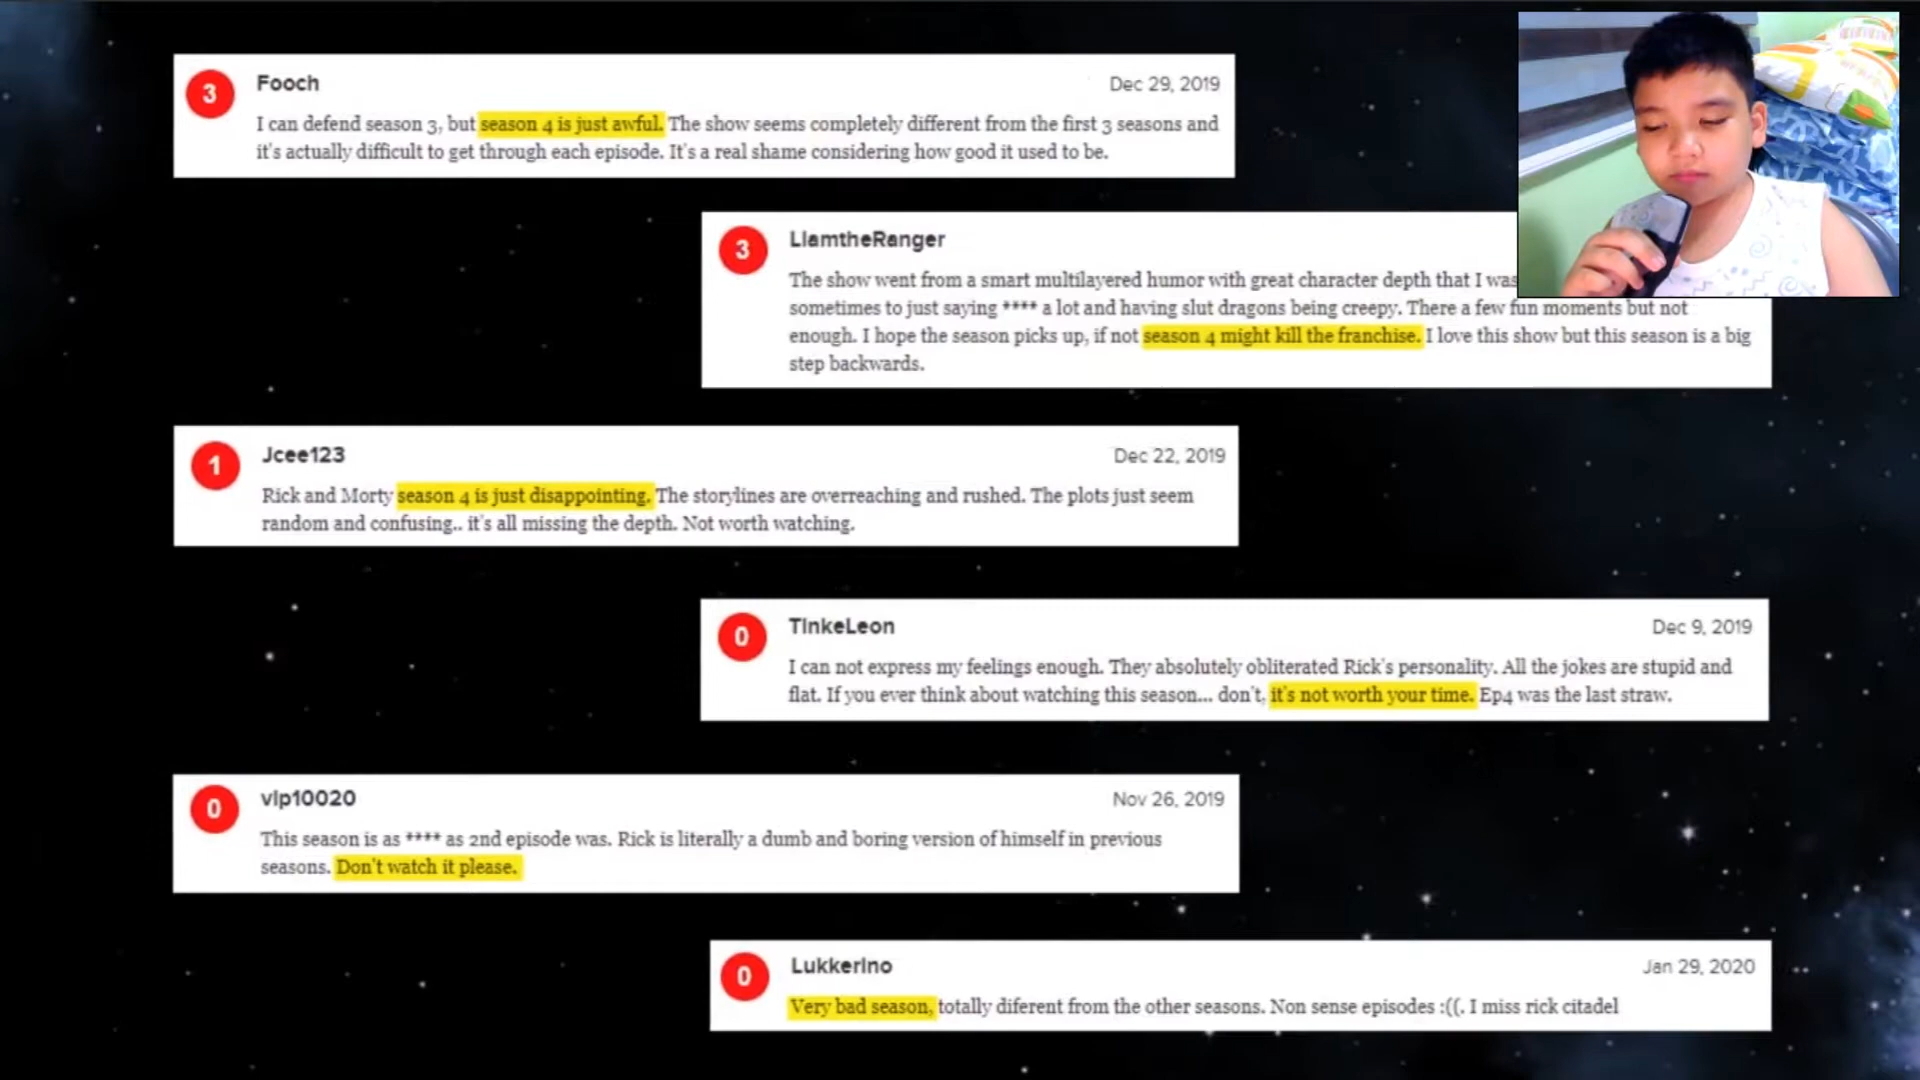 3
Fooch
Dec 29, 2019
I can defend season 3, but season 4 is just awful. The show seems completely different from the first 3 seasons and
it's actually difficult to get through each episode. It's a real shame considering how good it used to be.
3
LIamtheRanger
The show went from a smart multilayered humor with great character depth that I was
sometimes to just saying **** a lot and having slut dragons being creepy. There a few fun moments but not
enough. I hope the season picks up, if not season 4 might kill the franchise. I love this show but this season is a big
step backwards.
1
Jcee123
Dec 22, 2019
Rick and Morty season 4 is just disappointing. The storylines are overreaching and rushed. The plots just seem
random and confusing.. it's all missing the depth. Not worth watching.
0
TinkeLeon
Dec 9, 2019
I can not express my feelings enough. They absolutely obliterated Rick's personality. All the jokes are stupid and
flat. If you ever think about watching this season... don't, it's not worth your time. Ep4 was the last straw.
0
vip10020
Nov 26, 2019
This season is as **** as 2nd episode was. Rick is literally a dumb and boring version of himself in previous
seasons. Don't watch it please.
0
Lukkerino
Jan 29, 2020
Very bad season, totally diferent from the other seasons. Non sense episodes :((. I miss rick citadel